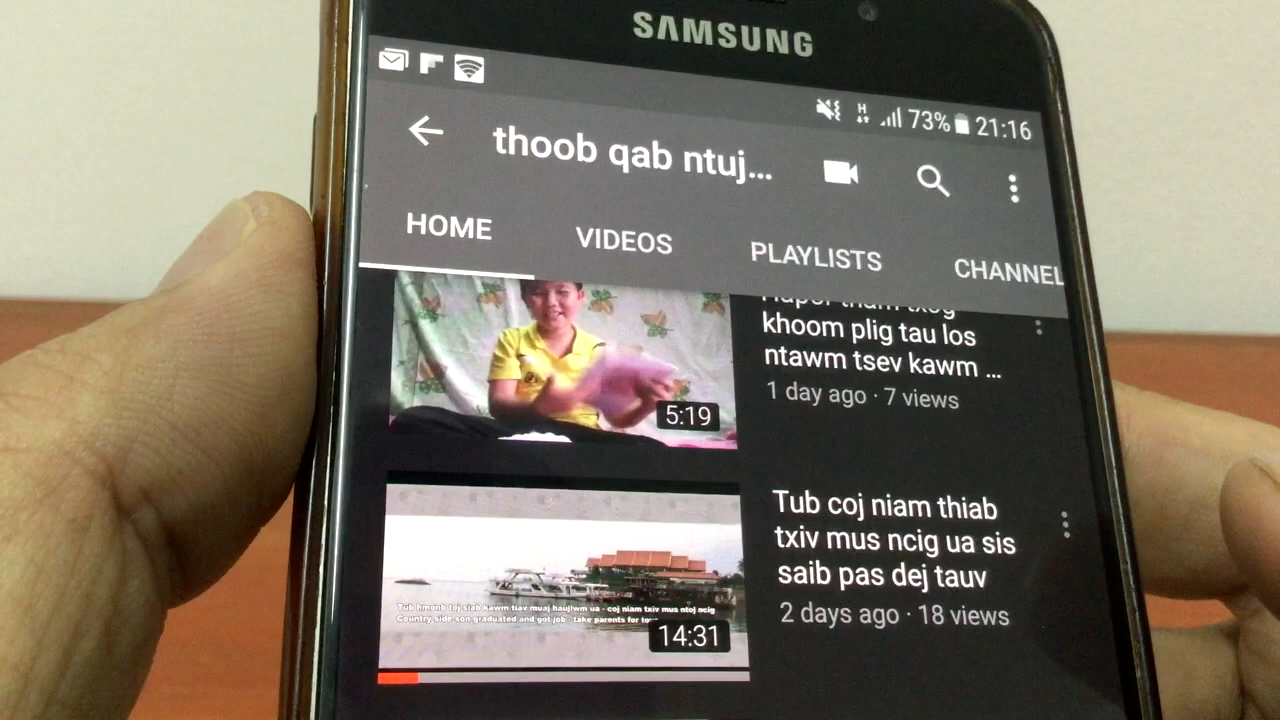 SAMSUNG
H 73% 21:16
thoob qab ntuj...
HOME VIDEOS PLAYLISTS CHANNEL
khoom plig tau los
ntawm tsev kawm ...
1 day ago · 7 views
5:19
Tub coj niam thiab
txiv mus ncig ua sis
saib pas dej tauv
2 days ago · 18 views
Tub hmonb toj siab kawm tiav muaj haujlwm ua - coj niam txiv mus ntoj ncig
Country side son graduated and got job - take parents for
14:31